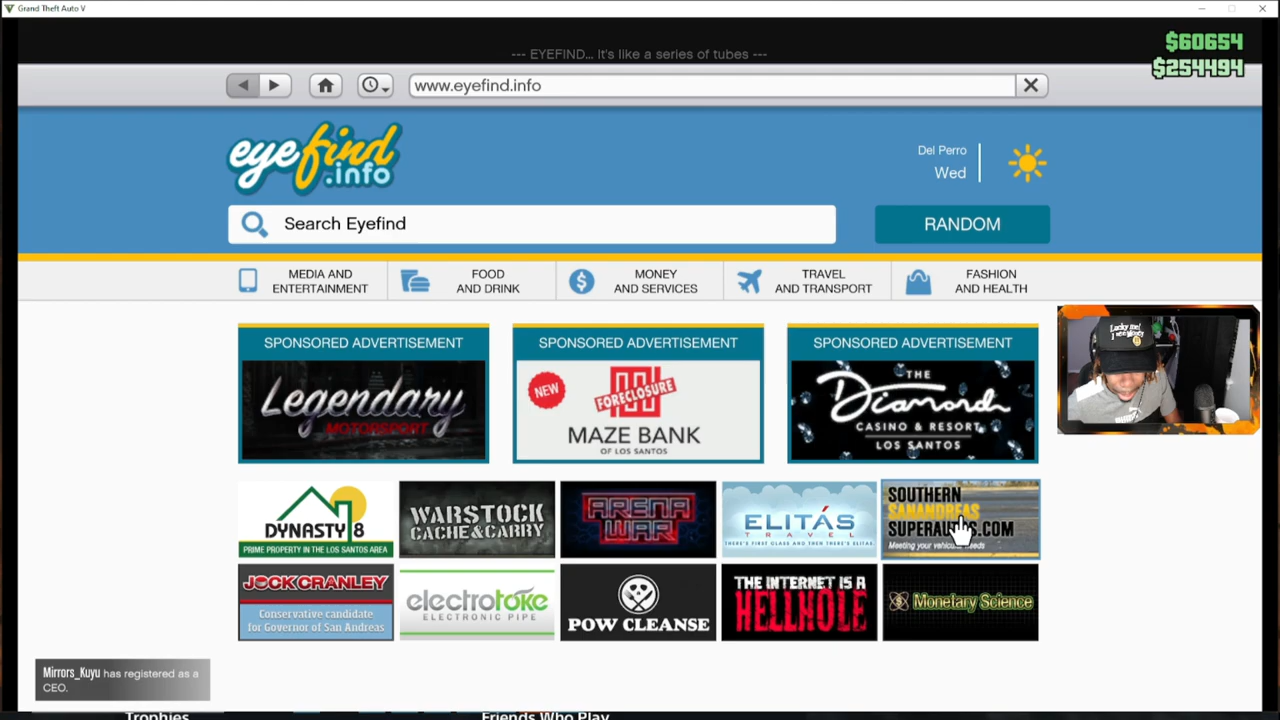 Grand Theft Auto V
--- EYEFIND... It's like a series of tubes ---
$60654
$254494
www.eyefind.info
eyefind
.info
Del Perro
Wed
Search Eyefind
RANDOM
MEDIA AND
ENTERTAINMENT
FOOD
AND DRINK
MONEY
AND SERVICES
TRAVEL
AND TRANSPORT
FASHION
AND HEALTH
SPONSORED ADVERTISEMENT
Legendary
MOTORSPORT
SPONSORED ADVERTISEMENT
NEW
FORECLOSURE
MAZE BANK
OF LOS SANTOS
SPONSORED ADVERTISEMENT
THE
Diamond
CASINO & RESORT
LOS SANTOS
DYNASTY 8
PRIME PROPERTY IN THE LOS SANTOS AREA
WARSTOCK
CACHE & CARRY
ARENA
WAR
ELITÁS
TRAVEL
THERE'S FIRST CLASS AND THEN THERE'S ELITAS
SOUTHERN
SANANDREAS
SUPERAUTOS.COM
Meeting your vehicular needs
JOCK CRANLEY
Conservative candidate
for Governor of San Andreas
electrotoke
ELECTRONIC PIPE
POW CLEANSE
THE INTERNET IS A
HELLHOLE
Monetary Science
Mirrors_Kuyu has registered as a
CEO.
Trophies
Friends Who Play